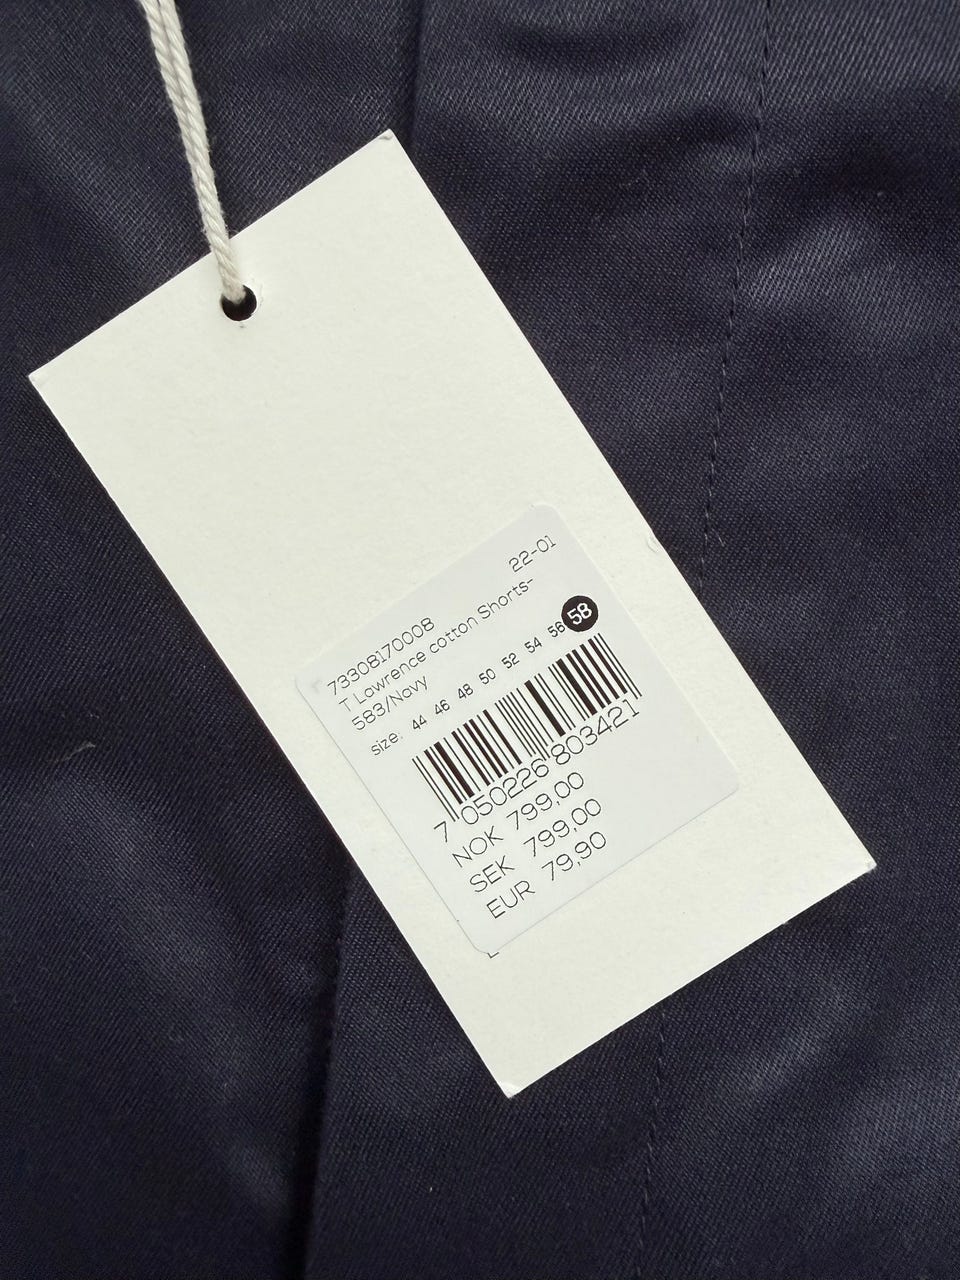 22-01
73308170008
T Lawrence cotton Shorts-
583/Navy
size: 44 46 48 50 52 54 56 58
7 050226 803421
NOK 799,00
SEK 799,00
EUR 79,90